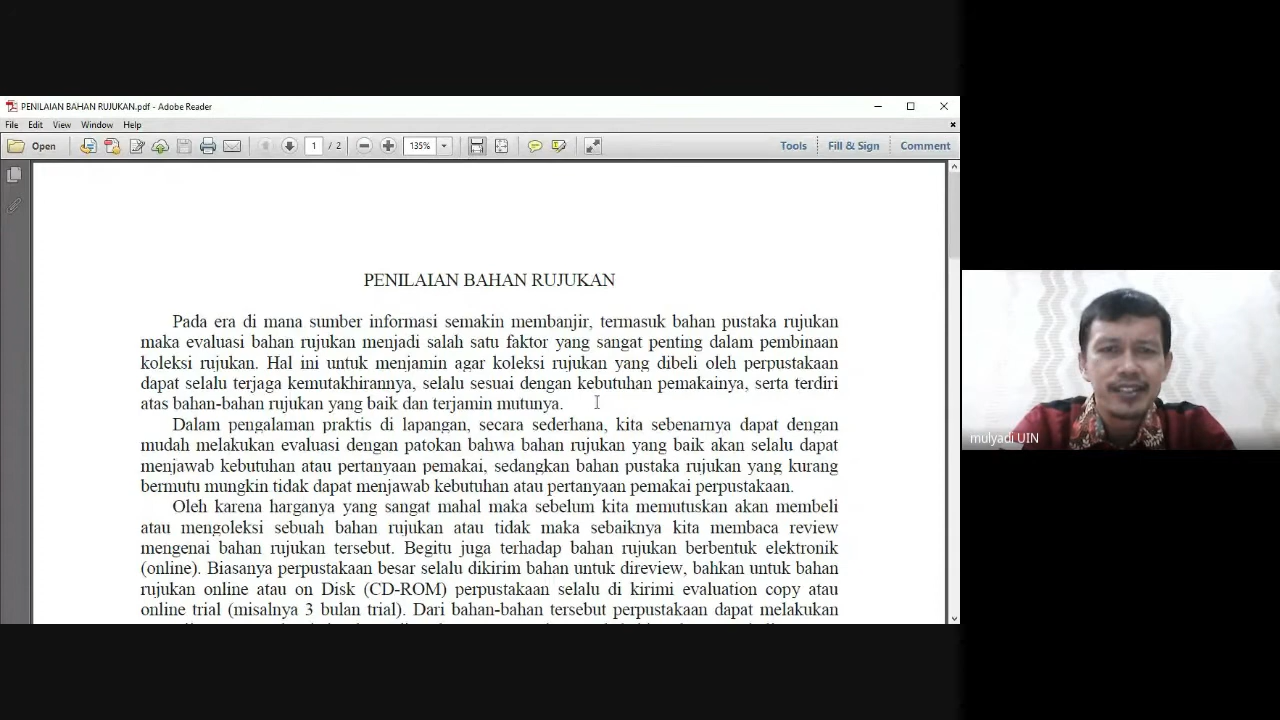 PENILAIAN BAHAN RUJUKAN.pdf - Adobe Reader
File Edit View Window Help
Open 1 / 2 135% Tools Fill & Sign Comment
PENILAIAN BAHAN RUJUKAN
Pada era di mana sumber informasi semakin membanjir, termasuk bahan pustaka rujukan
maka evaluasi bahan rujukan menjadi salah satu faktor yang sangat penting dalam pembinaan
koleksi rujukan. Hal ini untuk menjamin agar koleksi rujukan yang dibeli oleh perpustakaan
dapat selalu terjaga kemutakhirannya, selalu sesuai dengan kebutuhan pemakainya, serta terdiri
atas bahan-bahan rujukan yang baik dan terjamin mutunya.
Dalam pengalaman praktis di lapangan, secara sederhana, kita sebenarnya dapat dengan
mudah melakukan evaluasi dengan patokan bahwa bahan rujukan yang baik akan selalu dapat
menjawab kebutuhan atau pertanyaan pemakai, sedangkan bahan pustaka rujukan yang kurang
bermutu mungkin tidak dapat menjawab kebutuhan atau pertanyaan pemakai perpustakaan.
Oleh karena harganya yang sangat mahal maka sebelum kita memutuskan akan membeli
atau mengoleksi sebuah bahan rujukan atau tidak maka sebaiknya kita membaca review
mengenai bahan rujukan tersebut. Begitu juga terhadap bahan rujukan berbentuk elektronik
(online). Biasanya perpustakaan besar selalu dikirim bahan untuk direview, bahkan untuk bahan
rujukan online atau on Disk (CD-ROM) perpustakaan selalu di kirimi evaluation copy atau
online trial (misalnya 3 bulan trial). Dari bahan-bahan tersebut perpustakaan dapat melakukan
mulyadi UIN